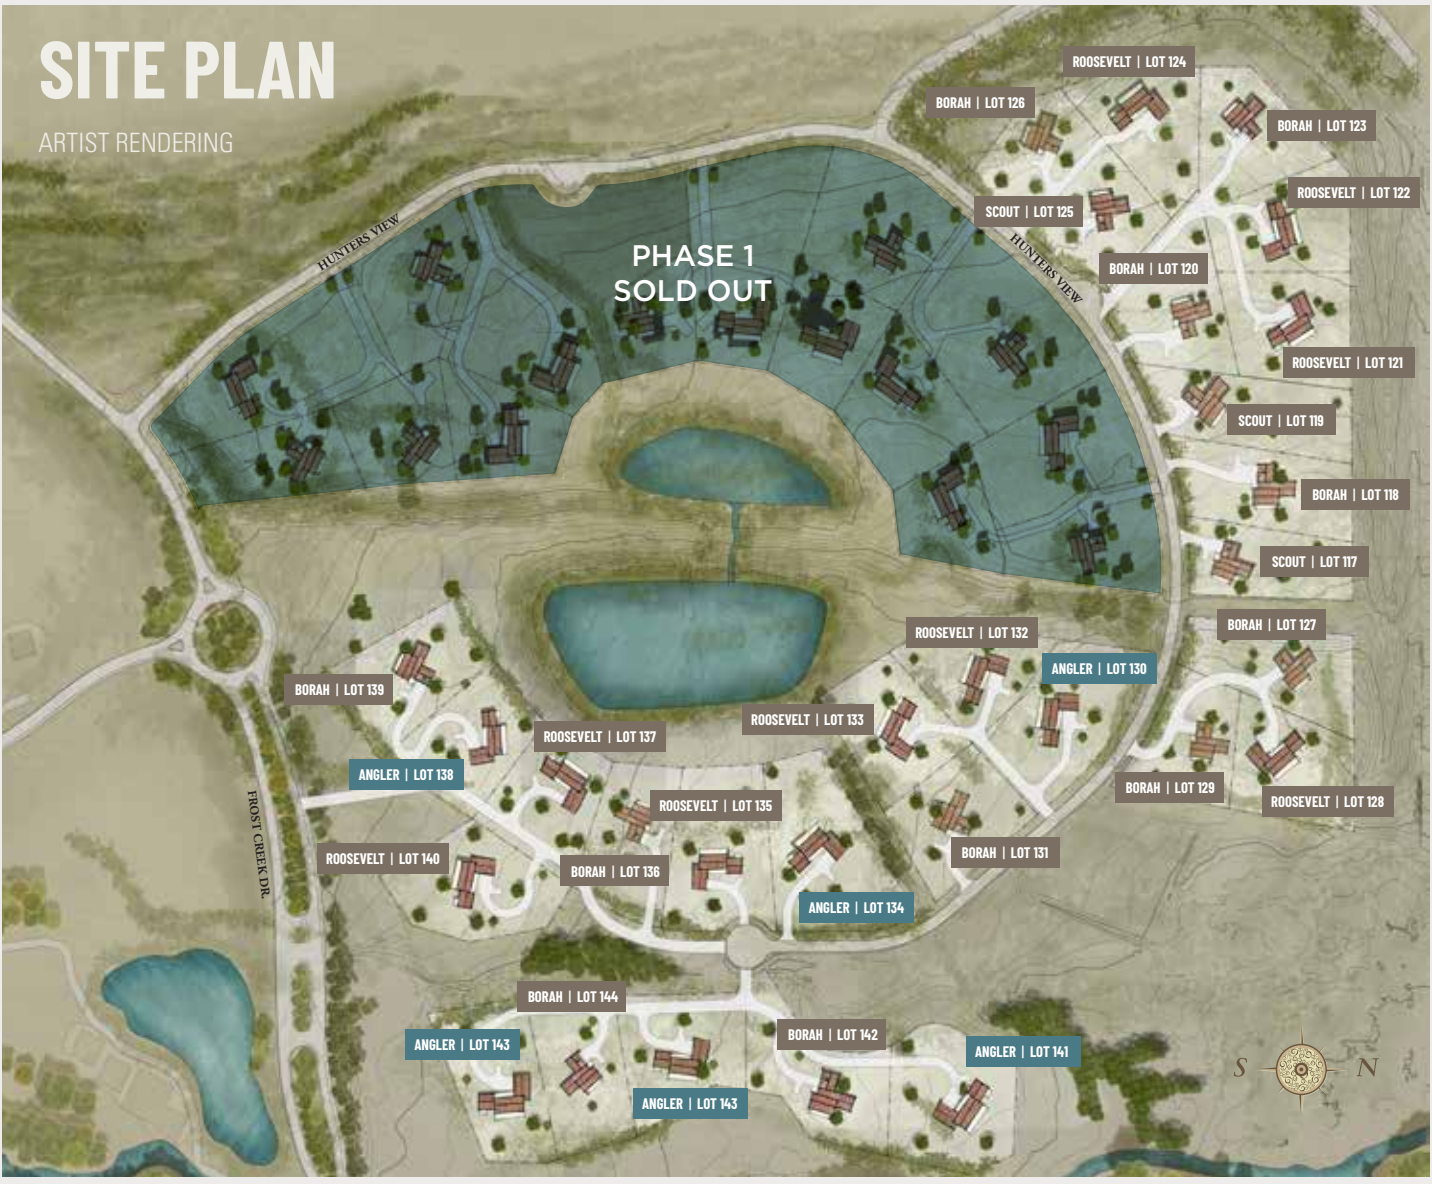 SITE PLAN
ARTIST RENDERING
ROOSEVELT | LOT 124
BORAH | LOT 126
BORAH | LOT 123
ROOSEVELT | LOT 122
SCOUT | LOT 125
HUNTERS VIEW
HUNTERS VIEW
PHASE 1
SOLD OUT
BORAH | LOT 120
ROOSEVELT | LOT 121
SCOUT | LOT 119
BORAH | LOT 118
SCOUT | LOT 117
BORAH | LOT 127
ROOSEVELT | LOT 132
ANGLER | LOT 130
BORAH | LOT 139
ROOSEVELT | LOT 133
ROOSEVELT | LOT 137
ANGLER | LOT 138
BORAH | LOT 129
ROOSEVELT | LOT 128
ROOSEVELT | LOT 135
FROST CREEK DR.
BORAH | LOT 131
ROOSEVELT | LOT 140
BORAH | LOT 136
ANGLER | LOT 134
BORAH | LOT 144
BORAH | LOT 142
ANGLER | LOT 143
ANGLER | LOT 141
S N
ANGLER | LOT 143